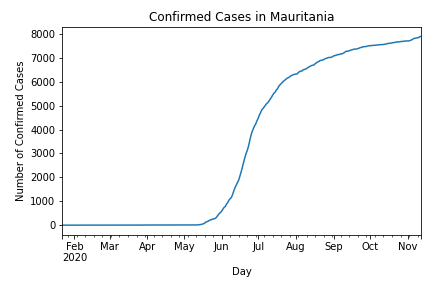 Confirmed Cases in Mauritania
Number of Confirmed Cases
8000
7000
6000
5000
4000
3000
2000
1000
0
Feb Mar Apr May Jun Jul Aug Sep Oct Nov
2020
Day